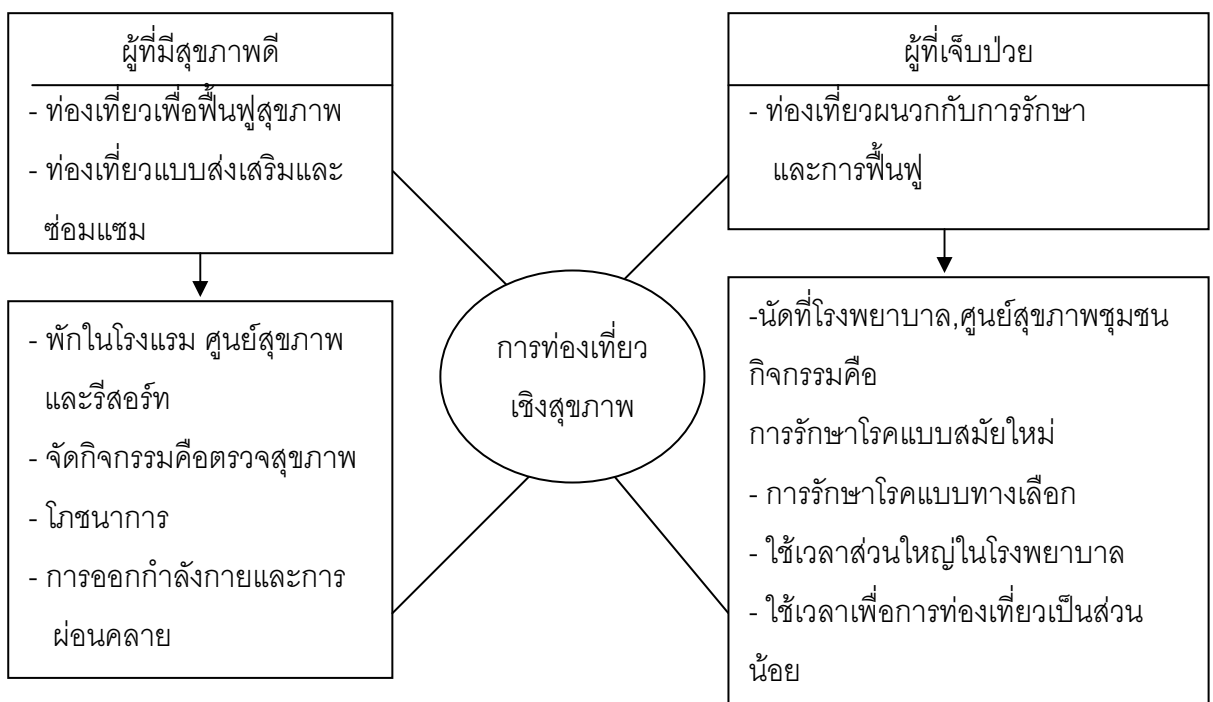 ผู้ที่มีสุขภาพดี
- ท่องเที่ยวเพื่อฟื้นฟูสุขภาพ
- ท่องเที่ยวแบบส่งเสริมและ
ซ่อมแซม
ผู้ที่เจ็บป่วย
- ท่องเที่ยวผนวกกับการรักษา
และการฟื้นฟู
- พักในโรงแรม ศูนย์สุขภาพ
และรีสอร์ท
- จัดกิจกรรมคือตรวจสุขภาพ
- โภชนาการ
- การออกกำลังกายและการ
ผ่อนคลาย
การท่องเที่ยว
เชิงสุขภาพ
-นัดที่โรงพยาบาล,ศูนย์สุขภาพชุมชน
กิจกรรมคือ
การรักษาโรคแบบสมัยใหม่
- การรักษาโรคแบบทางเลือก
- ใช้เวลาส่วนใหญ่ในโรงพยาบาล
- ใช้เวลาเพื่อการท่องเที่ยวเป็นส่วน
น้อย